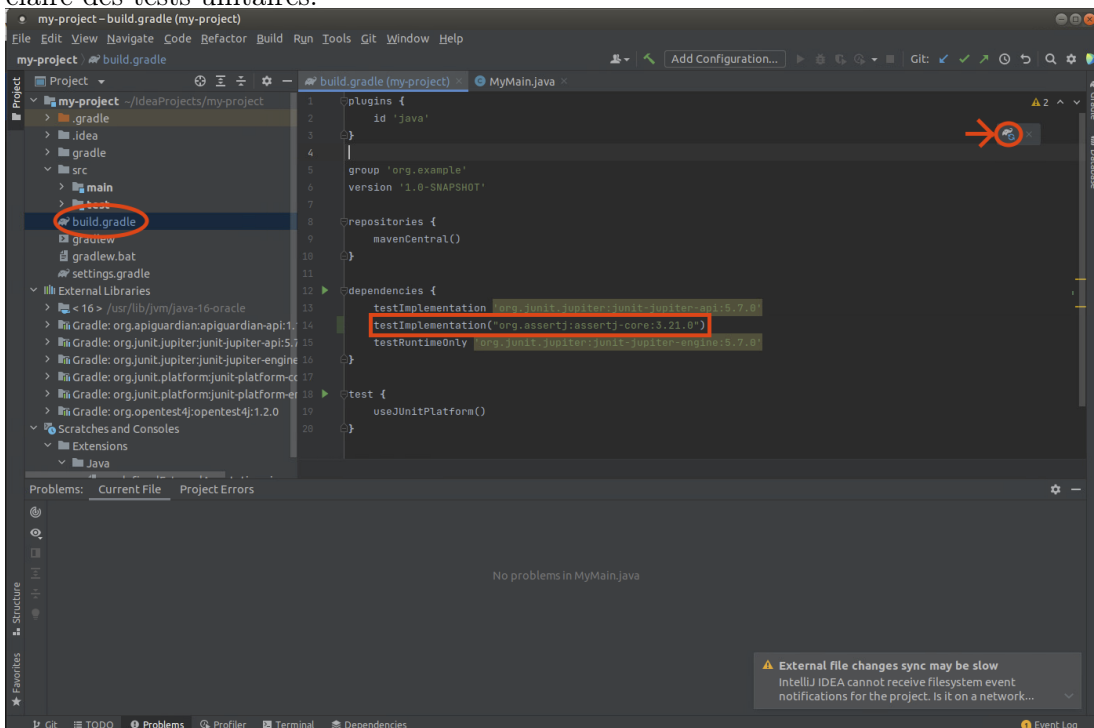 claire des tests unitaires.
my-project – build.gradle (my-project)
File Edit View Navigate Code Refactor Build Run Tools Git Window Help
my-project build.gradle
Add Configuration...
Git:
Project
build.gradle (my-project)
MyMain.java
Project
my-project ~/IdeaProjects/my-project
.gradle
.idea
gradle
src
main
test
build.gradle
gradlew
gradlew.bat
settings.gradle
External Libraries
< 16 > /usr/lib/jvm/java-16-oracle
Gradle: org.apiguardian:apiguardian-api:1.
Gradle: org.junit.jupiter:junit-jupiter-api:5.7
Gradle: org.junit.jupiter:junit-jupiter-engine
Gradle: org.junit.platform:junit-platform-co
Gradle: org.junit.platform:junit-platform-en
Gradle: org.opentest4j:opentest4j:1.2.0
Scratches and Consoles
Extensions
Java
1 plugins {
2 id 'java'
3 }
4
5 group 'org.example'
6 version '1.0-SNAPSHOT'
7
8 repositories {
9 mavenCentral()
10 }
11
12 dependencies {
13 testImplementation 'org.junit.jupiter:junit-jupiter-api:5.7.0'
14 testImplementation("org.assertj:assertj-core:3.21.0")
15 testRuntimeOnly 'org.junit.jupiter:junit-jupiter-engine:5.7.0'
16 }
17
18 test {
19 useJUnitPlatform()
20 }
2
Gradle
Database
Problems: Current File Project Errors
No problems in MyMain.java
Structure
Favorites
External file changes sync may be slow
IntelliJ IDEA cannot receive filesystem event
notifications for the project. Is it on a network...
Git TODO Problems Profiler Terminal Dependencies
1 Event Log